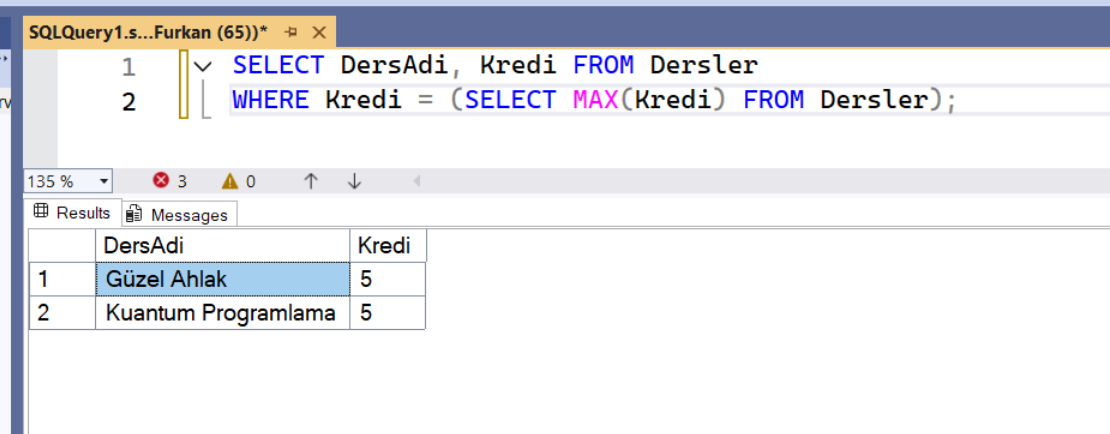 SQLQuery1.s...Furkan (65))*
1 SELECT DersAdi, Kredi FROM Dersler
2 WHERE Kredi = (SELECT MAX(Kredi) FROM Dersler);
135 % 3 0
Results Messages
DersAdi Kredi
1 Güzel Ahlak 5
2 Kuantum Programlama 5